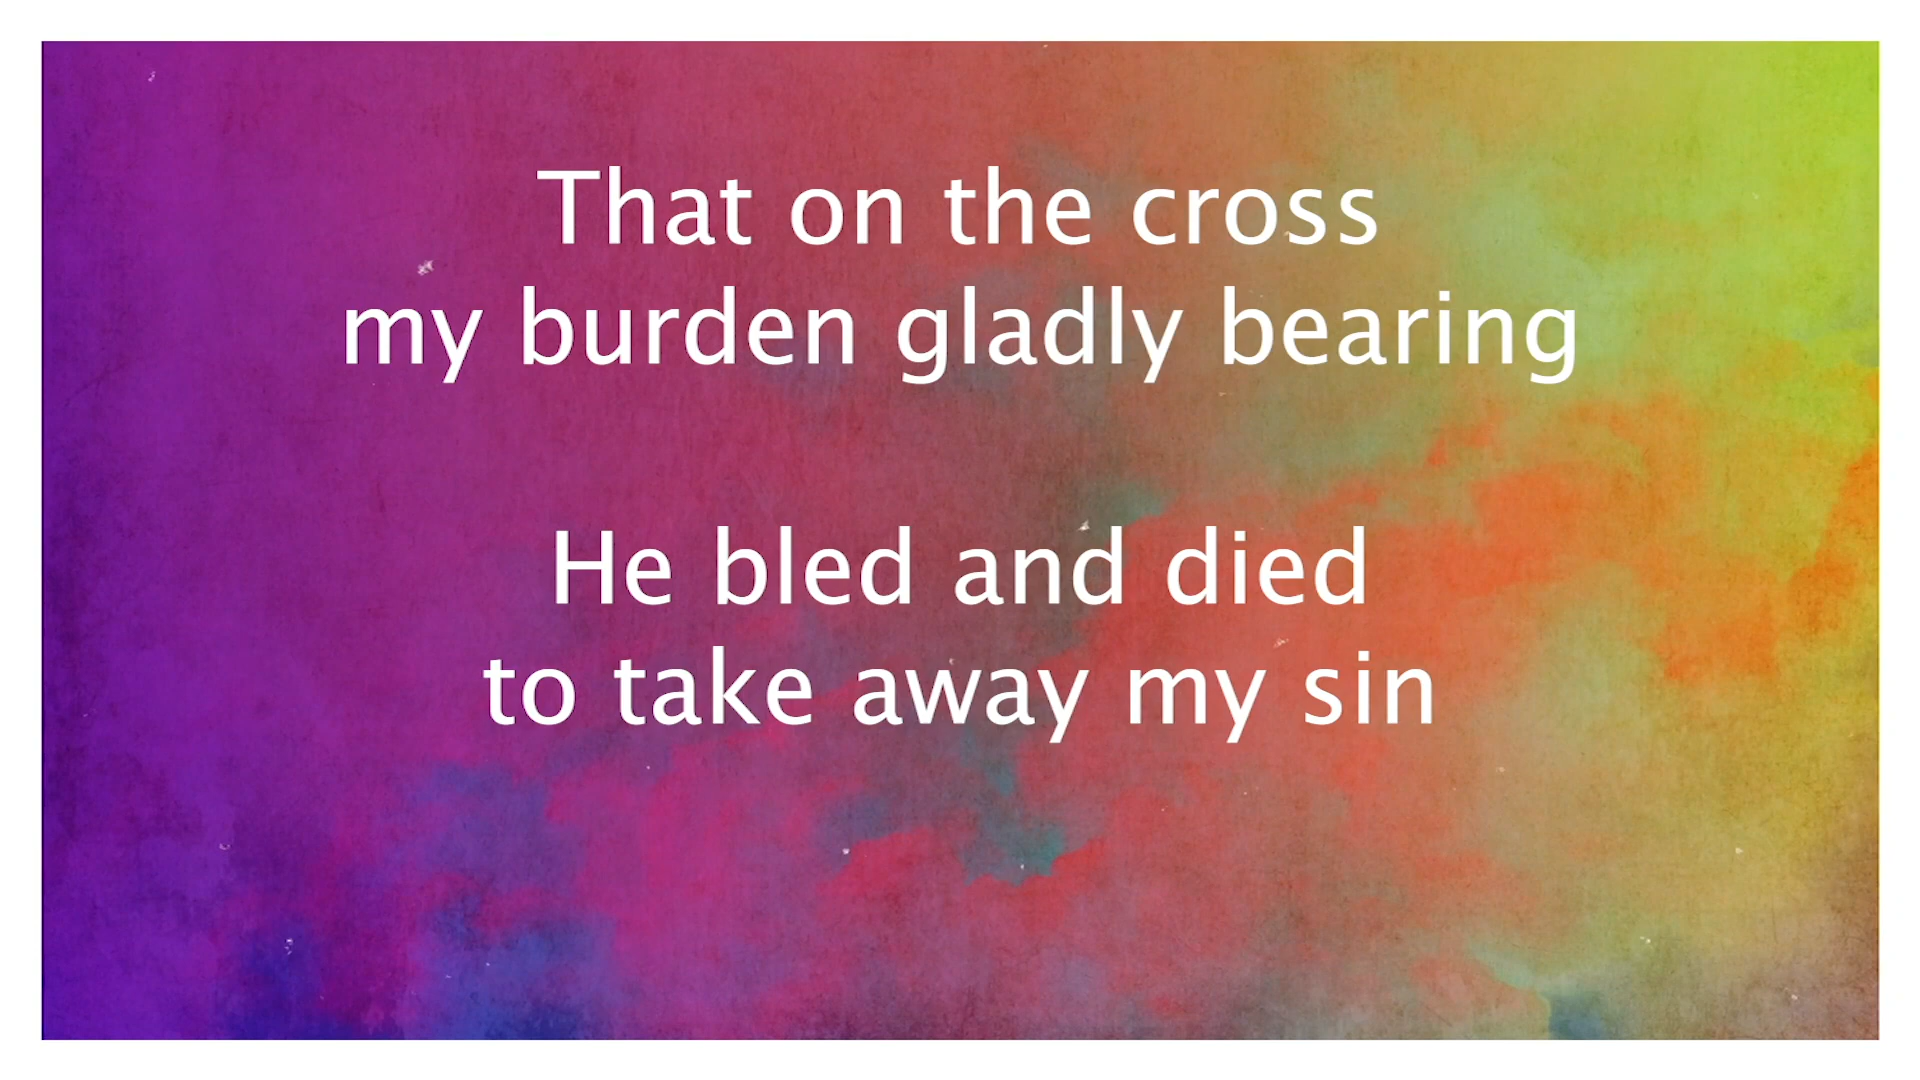 That on the cross
my burden gladly bearing
He bled and died
to take away my sin